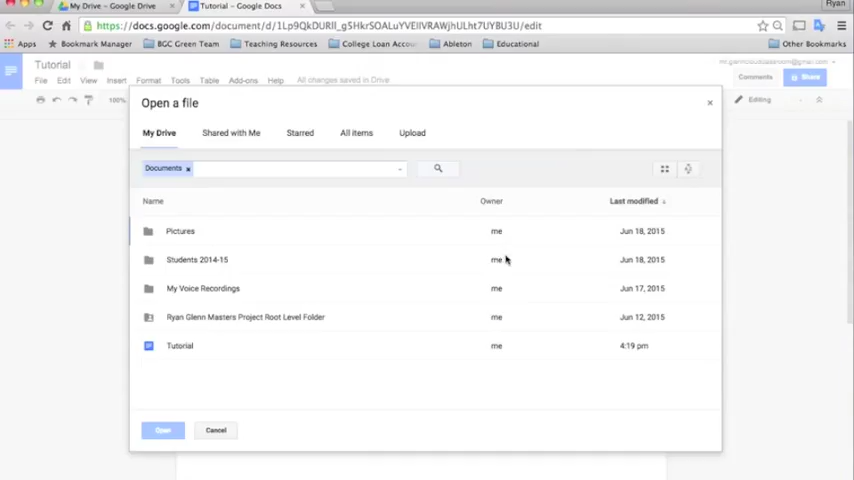 My Drive – Google Drive × Tutorial – Google Docs × Ryan
https://docs.google.com/document/d/1Lp9QkDURll_g5HkrSOALuYVEIIVRAWjhULht7UYBU3U/edit
Apps Bookmark Manager BGC Green Team Teaching Resources College Loan Accou Ableton Educational Other Bookmarks
Tutorial
Comments Share
File Edit View Insert Format Tools Table Add-ons Help All changes saved in Drive
100% Editing
Open a file ×
My Drive Shared with Me Starred All items Upload
Documents ×
Name Owner Last modified
Pictures me Jun 18, 2015
Students 2014-15 me Jun 18, 2015
My Voice Recordings me Jun 17, 2015
Ryan Glenn Masters Project Root Level Folder me Jun 12, 2015
Tutorial me 4:19 pm
Open Cancel